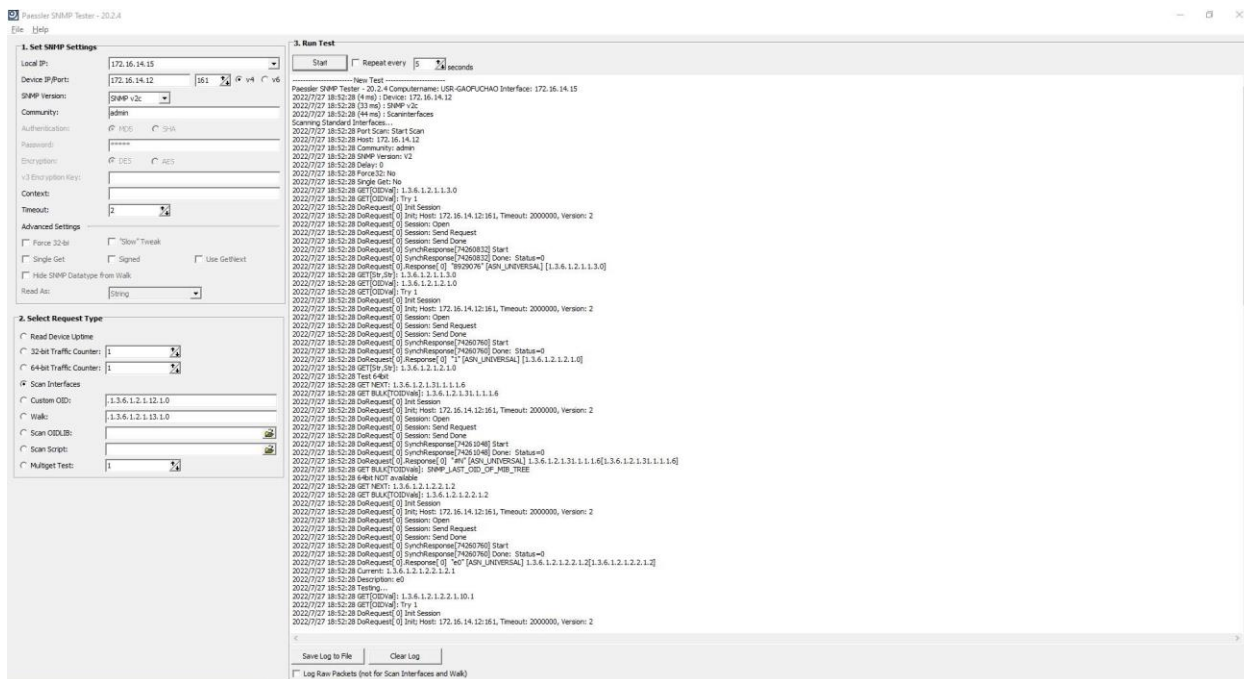 Paessler SNMP Tester - 20.2.4
File Help
1. Set SNMP Settings
Local IP: 172.16.14.15
Device IP/Port: 172.16.14.12 161 v4 v6
SNMP Version: SNMP v2c
Community: admin
Authentication: MD5 SHA
Password: *****
Encryption: DES AES
v3 Encryption Key:
Context:
Timeout: 2
Advanced Settings
Force 32-bi "Slow" Tweak
Single Get Signed Use GetNext
Hide SNMP Datatype from Walk
Read As: String
2. Select Request Type
Read Device Uptime
32-bit Traffic Counter: 1
64-bit Traffic Counter: 1
Scan Interfaces
Custom OID: .1.3.6.1.2.1.12.1.0
Walk: .1.3.6.1.2.1.13.1.0
Scan OIDLIB:
Scan Script:
Multiget Test: 1
3. Run Test
Start Repeat every 5 seconds
---------------------- New Test ----------------------
Paessler SNMP Tester - 20.2.4 Computername: USR-GAOFUCHAO Interface: 172.16.14.15
2022/7/27 18:52:28 (4 ms) : Device: 172.16.14.12
2022/7/27 18:52:28 (33 ms) : SNMP v2c
2022/7/27 18:52:28 (44 ms) : Scaninterfaces
Scanning Standard Interfaces...
2022/7/27 18:52:28 Port Scan: Start Scan
2022/7/27 18:52:28 Host: 172.16.14.12
2022/7/27 18:52:28 Community: admin
2022/7/27 18:52:28 SNMP Version: V2
2022/7/27 18:52:28 Delay: 0
2022/7/27 18:52:28 Force32: No
2022/7/27 18:52:28 Single Get: No
2022/7/27 18:52:28 GET[OIDVal]: 1.3.6.1.2.1.1.3.0
2022/7/27 18:52:28 GET[OIDVal]: Try 1
2022/7/27 18:52:28 DoRequest[ 0] Init Session
2022/7/27 18:52:28 DoRequest[ 0] Init; Host: 172.16.14.12:161, Timeout: 2000000, Version: 2
2022/7/27 18:52:28 DoRequest[ 0] Session: Open
2022/7/27 18:52:28 DoRequest[ 0] Session: Send Request
2022/7/27 18:52:28 DoRequest[ 0] Session: Send Done
2022/7/27 18:52:28 DoRequest[ 0] SynchResponse[74260832] Start
2022/7/27 18:52:28 DoRequest[ 0] SynchResponse[74260832] Done: Status=0
2022/7/27 18:52:28 DoRequest[ 0].Response[ 0] "8929076" [ASN_UNIVERSAL] [1.3.6.1.2.1.1.3.0]
2022/7/27 18:52:28 GET[Str,Str]: 1.3.6.1.2.1.1.3.0
2022/7/27 18:52:28 GET[OIDVal]: 1.3.6.1.2.1.2.1.0
2022/7/27 18:52:28 GET[OIDVal]: Try 1
2022/7/27 18:52:28 DoRequest[ 0] Init Session
2022/7/27 18:52:28 DoRequest[ 0] Init; Host: 172.16.14.12:161, Timeout: 2000000, Version: 2
2022/7/27 18:52:28 DoRequest[ 0] Session: Open
2022/7/27 18:52:28 DoRequest[ 0] Session: Send Request
2022/7/27 18:52:28 DoRequest[ 0] Session: Send Done
2022/7/27 18:52:28 DoRequest[ 0] SynchResponse[74260760] Start
2022/7/27 18:52:28 DoRequest[ 0] SynchResponse[74260760] Done: Status=0
2022/7/27 18:52:28 DoRequest[ 0].Response[ 0] "1" [ASN_UNIVERSAL] [1.3.6.1.2.1.2.1.0]
2022/7/27 18:52:28 GET[Str,Str]: 1.3.6.1.2.1.2.1.0
2022/7/27 18:52:28 Test 64bit
2022/7/27 18:52:28 GET NEXT: 1.3.6.1.2.1.31.1.1.1.6
2022/7/27 18:52:28 GET BULK[TOIDVals]: 1.3.6.1.2.1.31.1.1.1.6
2022/7/27 18:52:28 DoRequest[ 0] Init Session
2022/7/27 18:52:28 DoRequest[ 0] Init; Host: 172.16.14.12:161, Timeout: 2000000, Version: 2
2022/7/27 18:52:28 DoRequest[ 0] Session: Open
2022/7/27 18:52:28 DoRequest[ 0] Session: Send Request
2022/7/27 18:52:28 DoRequest[ 0] Session: Send Done
2022/7/27 18:52:28 DoRequest[ 0] SynchResponse[74261048] Start
2022/7/27 18:52:28 DoRequest[ 0] SynchResponse[74261048] Done: Status=0
2022/7/27 18:52:28 DoRequest[ 0].Response[ 0] "#N" [ASN_UNIVERSAL] 1.3.6.1.2.1.31.1.1.1.6[1.3.6.1.2.1.31.1.1.1.6]
2022/7/27 18:52:28 GET BULK[TOIDVals]: SNMP_LAST_OID_OF_MIB_TREE
2022/7/27 18:52:28 64bit NOT available
2022/7/27 18:52:28 GET NEXT: 1.3.6.1.2.1.2.2.1.2
2022/7/27 18:52:28 GET BULK[TOIDVals]: 1.3.6.1.2.1.2.2.1.2
2022/7/27 18:52:28 DoRequest[ 0] Init Session
2022/7/27 18:52:28 DoRequest[ 0] Init; Host: 172.16.14.12:161, Timeout: 2000000, Version: 2
2022/7/27 18:52:28 DoRequest[ 0] Session: Open
2022/7/27 18:52:28 DoRequest[ 0] Session: Send Request
2022/7/27 18:52:28 DoRequest[ 0] Session: Send Done
2022/7/27 18:52:28 DoRequest[ 0] SynchResponse[74260760] Start
2022/7/27 18:52:28 DoRequest[ 0] SynchResponse[74260760] Done: Status=0
2022/7/27 18:52:28 DoRequest[ 0].Response[ 0] "e0" [ASN_UNIVERSAL] 1.3.6.1.2.1.2.2.1.2[1.3.6.1.2.1.2.2.1.2]
2022/7/27 18:52:28 Current: 1.3.6.1.2.1.2.2.1.2.1
2022/7/27 18:52:28 Description: e0
2022/7/27 18:52:28 Testing...
2022/7/27 18:52:28 GET[OIDVal]: 1.3.6.1.2.1.2.2.1.10.1
2022/7/27 18:52:28 GET[OIDVal]: Try 1
2022/7/27 18:52:28 DoRequest[ 0] Init Session
2022/7/27 18:52:28 DoRequest[ 0] Init; Host: 172.16.14.12:161, Timeout: 2000000, Version: 2
Save Log to File Clear Log
Log Raw Packets (not for Scan Interfaces and Walk)